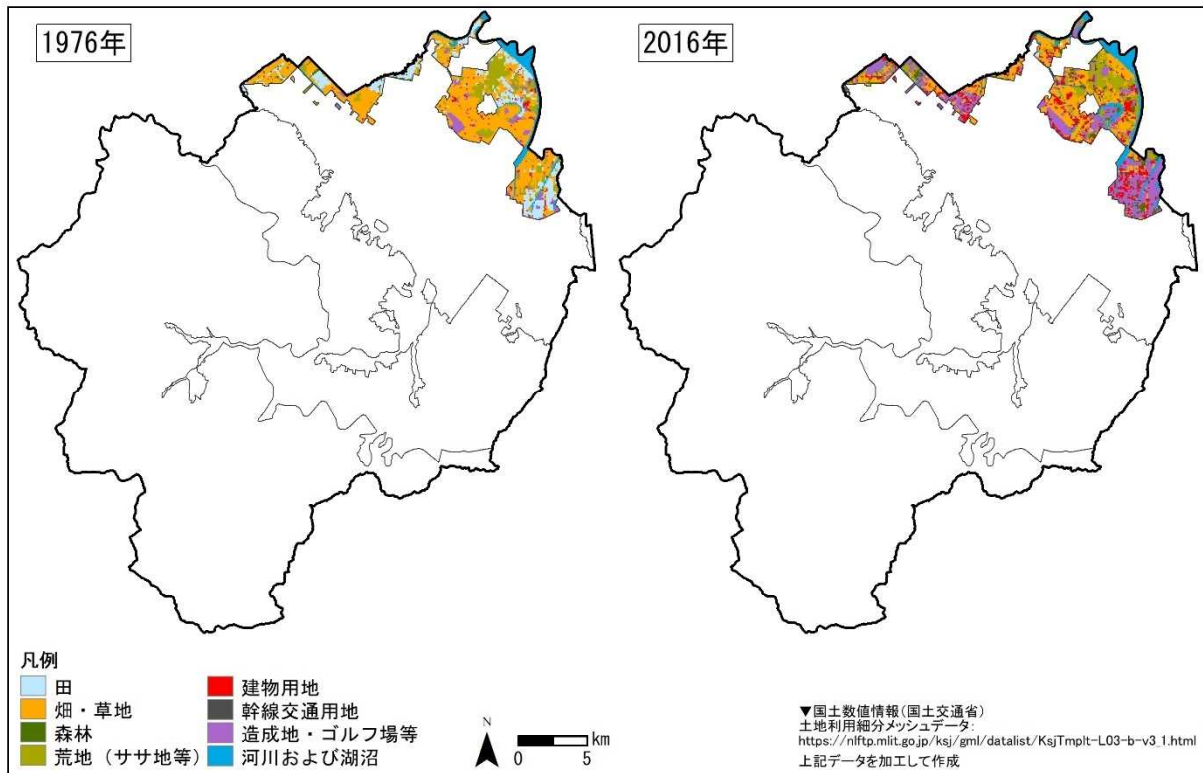 1976年
2016年
凡例
田
畑・草地
森林
荒地（ササ地等）
建物用地
幹線交通用地
造成地・ゴルフ場等
河川および湖沼
N
0 5 km
▼国土数値情報（国土交通省）
土地利用細分メッシュデータ：
https://nlftp.mlit.go.jp/ksj/gml/datalist/KsjTmplt-L03-b-v3_1.html
上記データを加工して作成